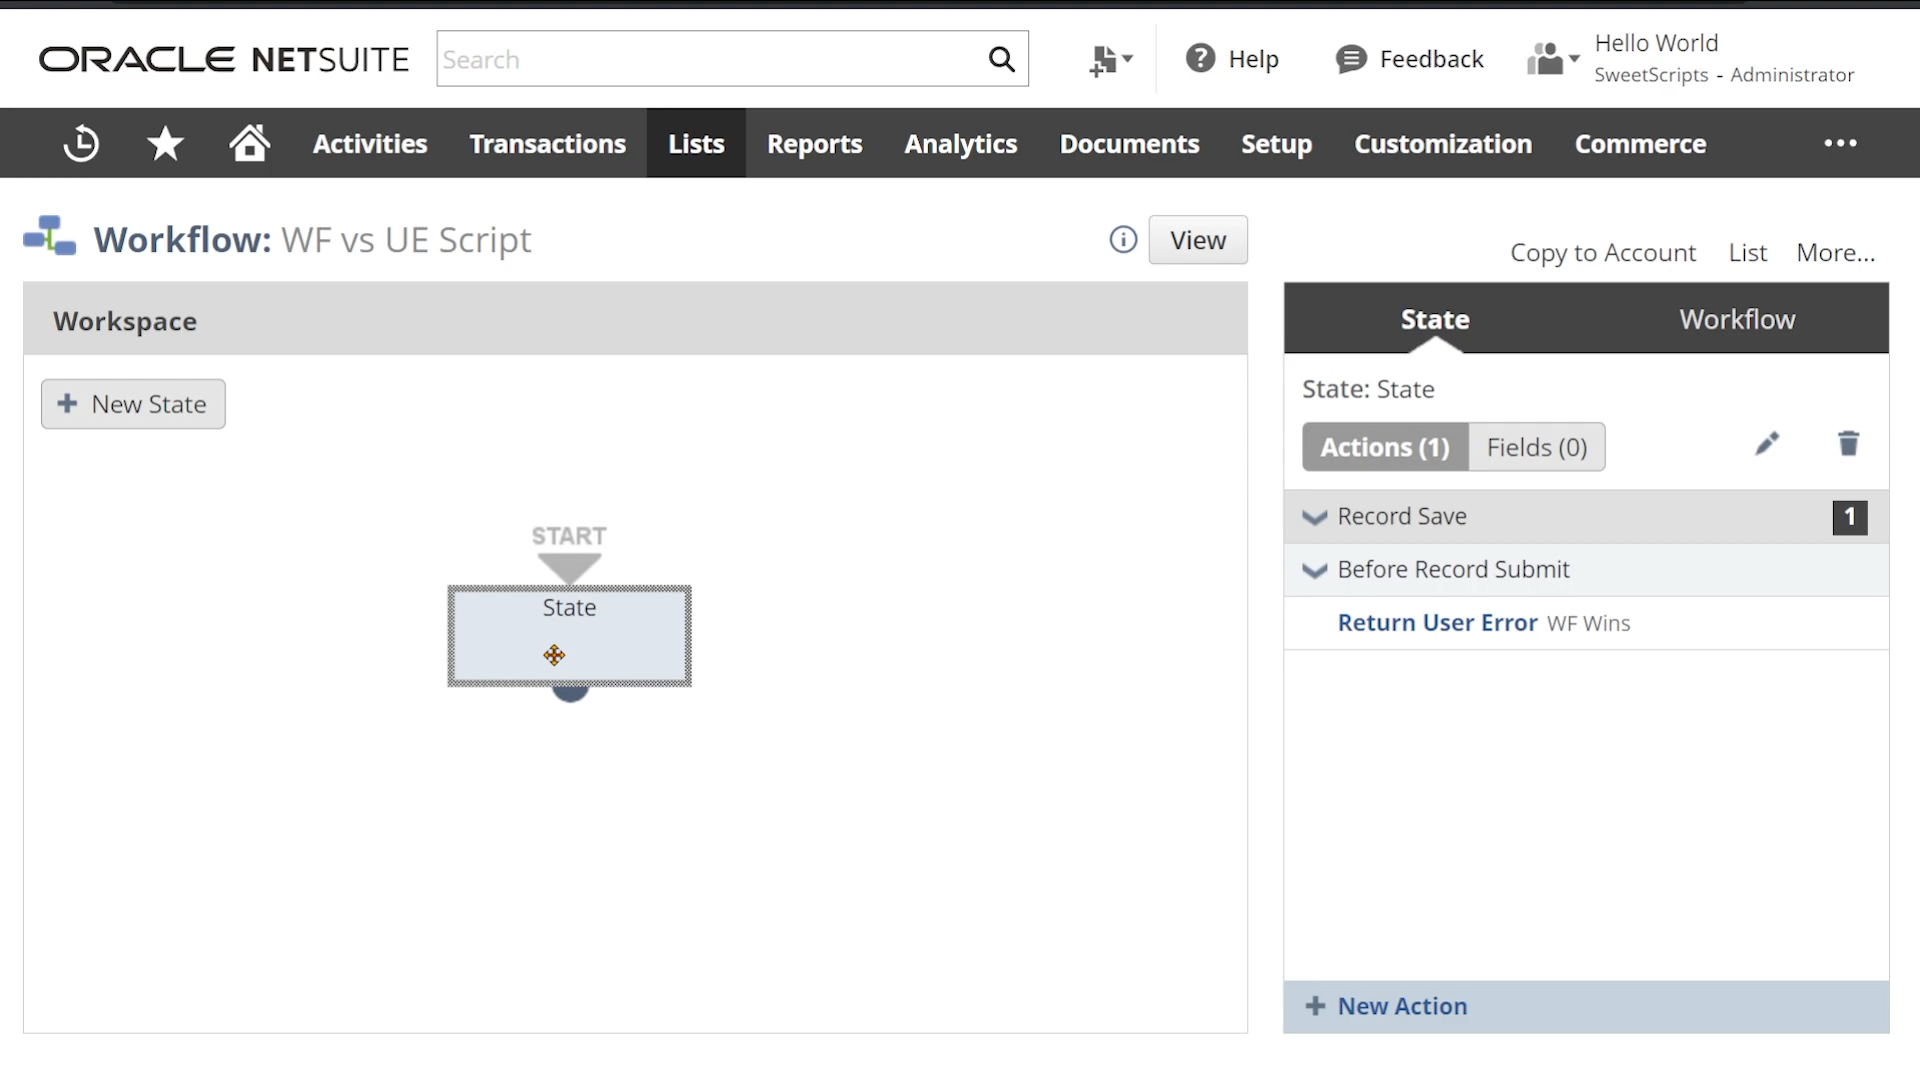 ORACLE NETSUITE
Search
Help
Feedback
Hello World
SweetScripts - Administrator
Activities
Transactions
Lists
Reports
Analytics
Documents
Setup
Customization
Commerce
Workflow: WF vs UE Script
View
Copy to Account
List
More...
Workspace
New State
START
State
State
Workflow
State: State
Actions (1)
Fields (0)
Record Save
1
Before Record Submit
Return User Error WF Wins
New Action